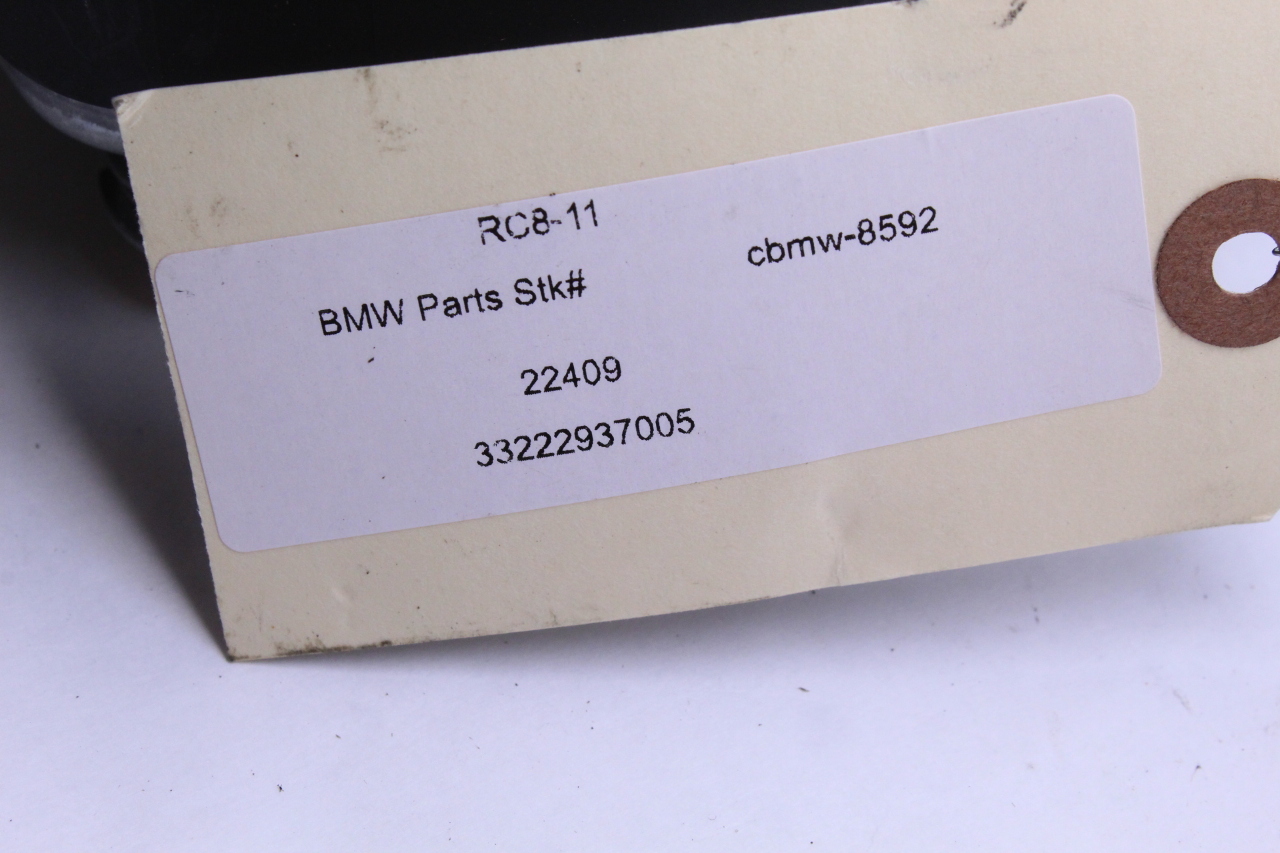 RC8-11
BMW Parts Stk#
cbmw-8592
22409
33222937005